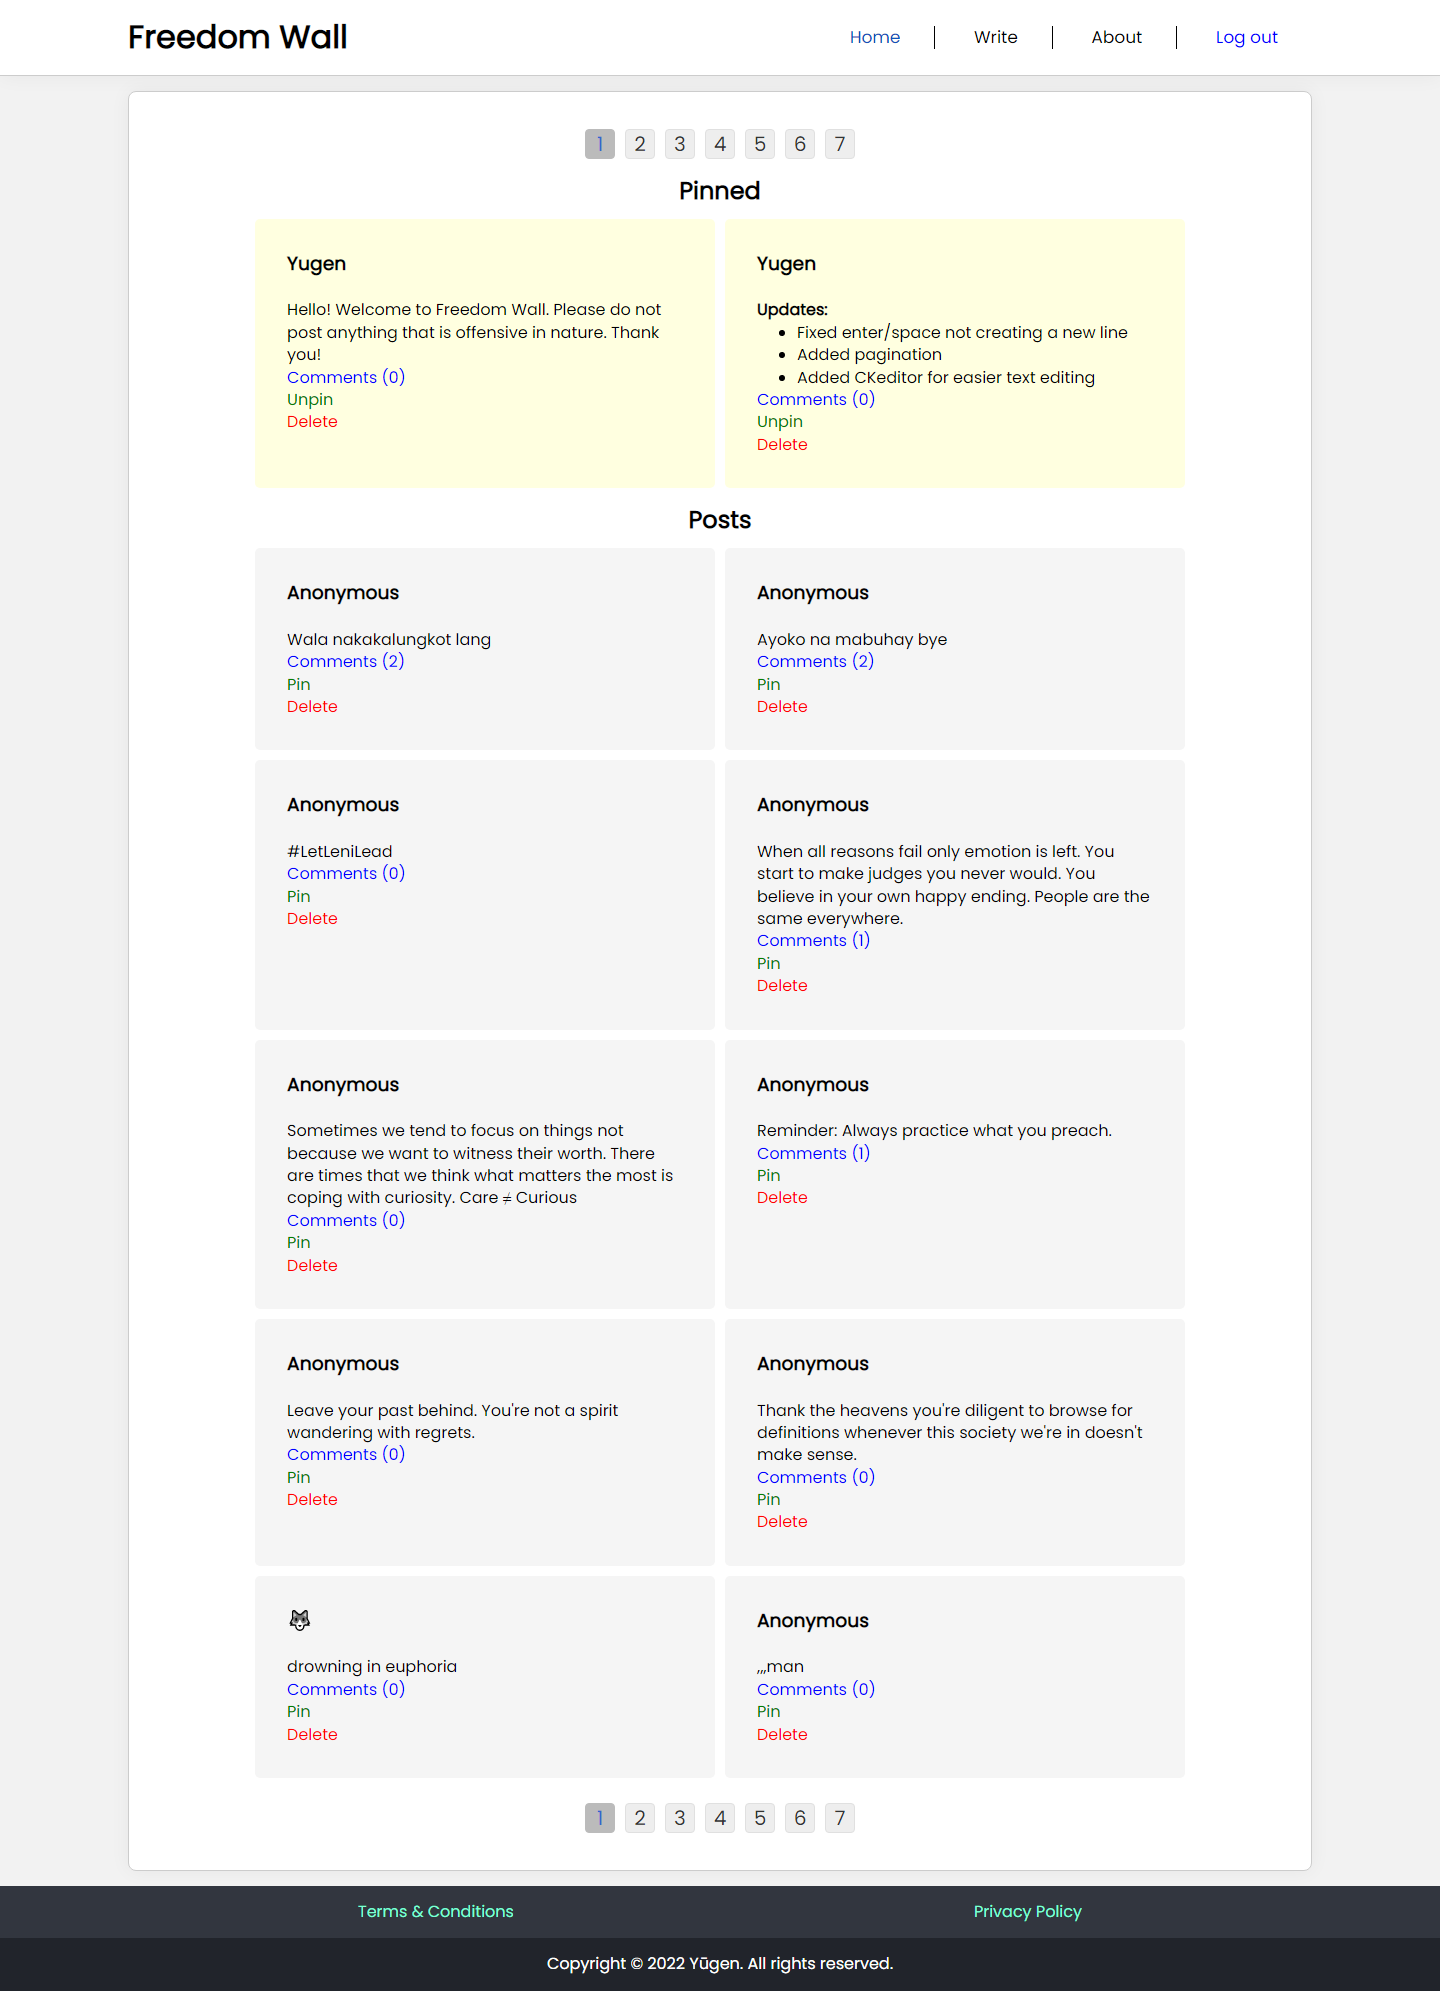 Freedom Wall
Home
Write
About
Log out
1 2 3 4 5 6 7
Pinned
Yugen
Hello! Welcome to Freedom Wall. Please do not
post anything that is offensive in nature. Thank
you!
Comments (0)
Unpin
Delete
Yugen
Updates:
• Fixed enter/space not creating a new line
• Added pagination
• Added CKeditor for easier text editing
Comments (0)
Unpin
Delete
Posts
Anonymous
Wala nakakalungkot lang
Comments (2)
Pin
Delete
Anonymous
Ayoko na mabuhay bye
Comments (2)
Pin
Delete
Anonymous
#LetLeniLead
Comments (0)
Pin
Delete
Anonymous
When all reasons fail only emotion is left. You
start to make judges you never would. You
believe in your own happy ending. People are the
same everywhere.
Comments (1)
Pin
Delete
Anonymous
Sometimes we tend to focus on things not
because we want to witness their worth. There
are times that we think what matters the most is
coping with curiosity. Care ≠ Curious
Comments (0)
Pin
Delete
Anonymous
Reminder: Always practice what you preach.
Comments (1)
Pin
Delete
Anonymous
Leave your past behind. You're not a spirit
wandering with regrets.
Comments (0)
Pin
Delete
Anonymous
Thank the heavens you're diligent to browse for
definitions whenever this society we're in doesn't
make sense.
Comments (0)
Pin
Delete
🐺
drowning in euphoria
Comments (0)
Pin
Delete
Anonymous
,,,man
Comments (0)
Pin
Delete
1 2 3 4 5 6 7
Terms & Conditions
Privacy Policy
Copyright © 2022 Yūgen. All rights reserved.